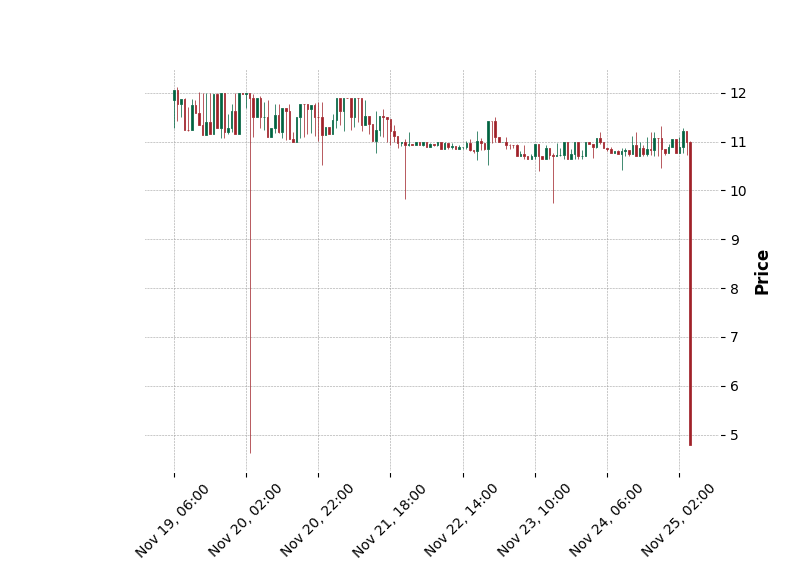 12
11
10
9
8
7
6
5
Price
Nov 19, 06:00
Nov 20, 02:00
Nov 20, 22:00
Nov 21, 18:00
Nov 22, 14:00
Nov 23, 10:00
Nov 24, 06:00
Nov 25, 02:00